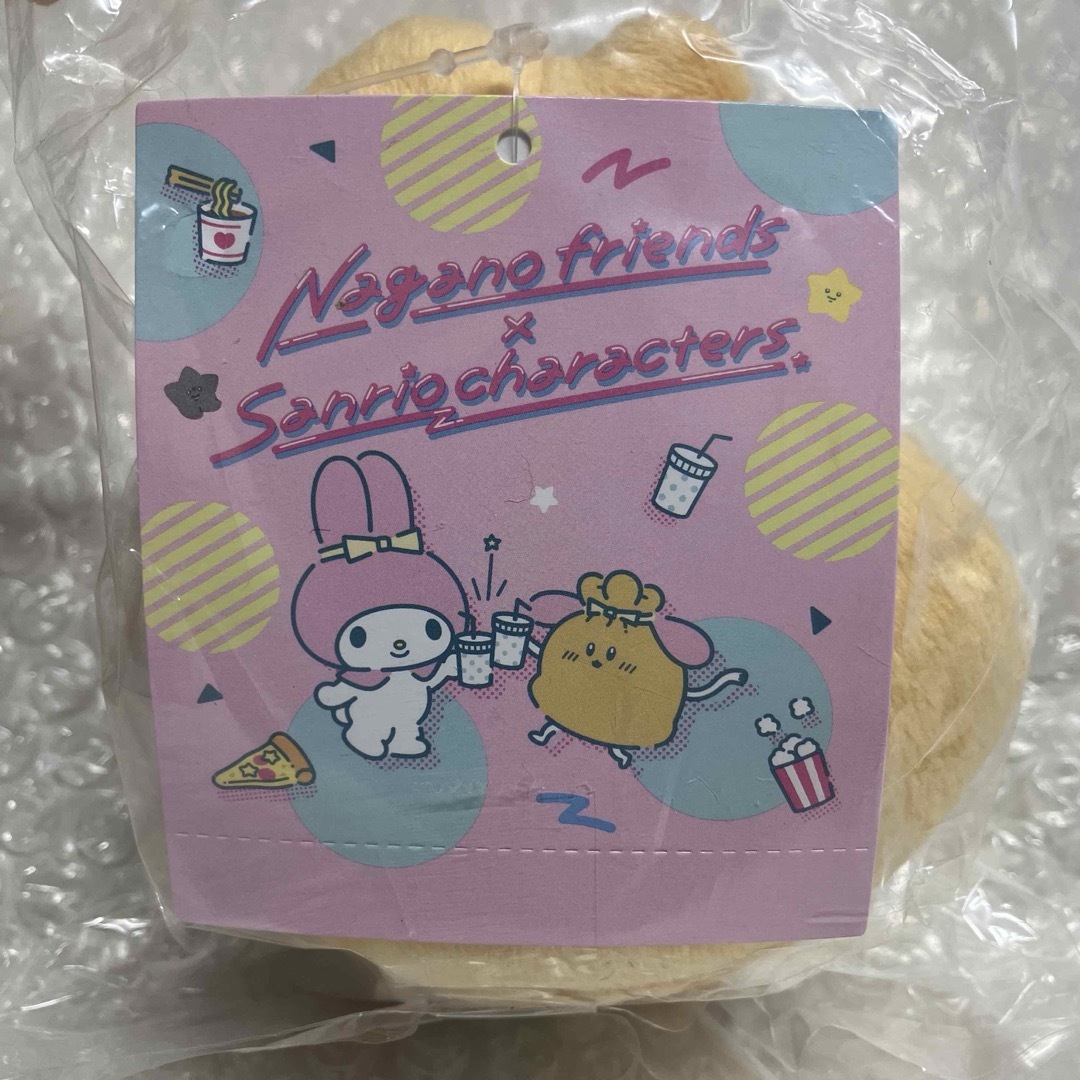 Nagano friends
×
Sanrio characters